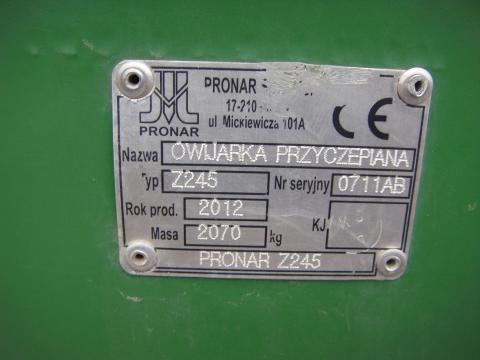 PRONAR
PRONAR
17-210
ul Mickiewicza 101A
CE
Nazwa OWIJARKA PRZYCZEPIANA
Typ Z245 Nr seryjny 0711AB
Rok prod. 2012 KJ
Masa 2070 kg
PRONAR Z245